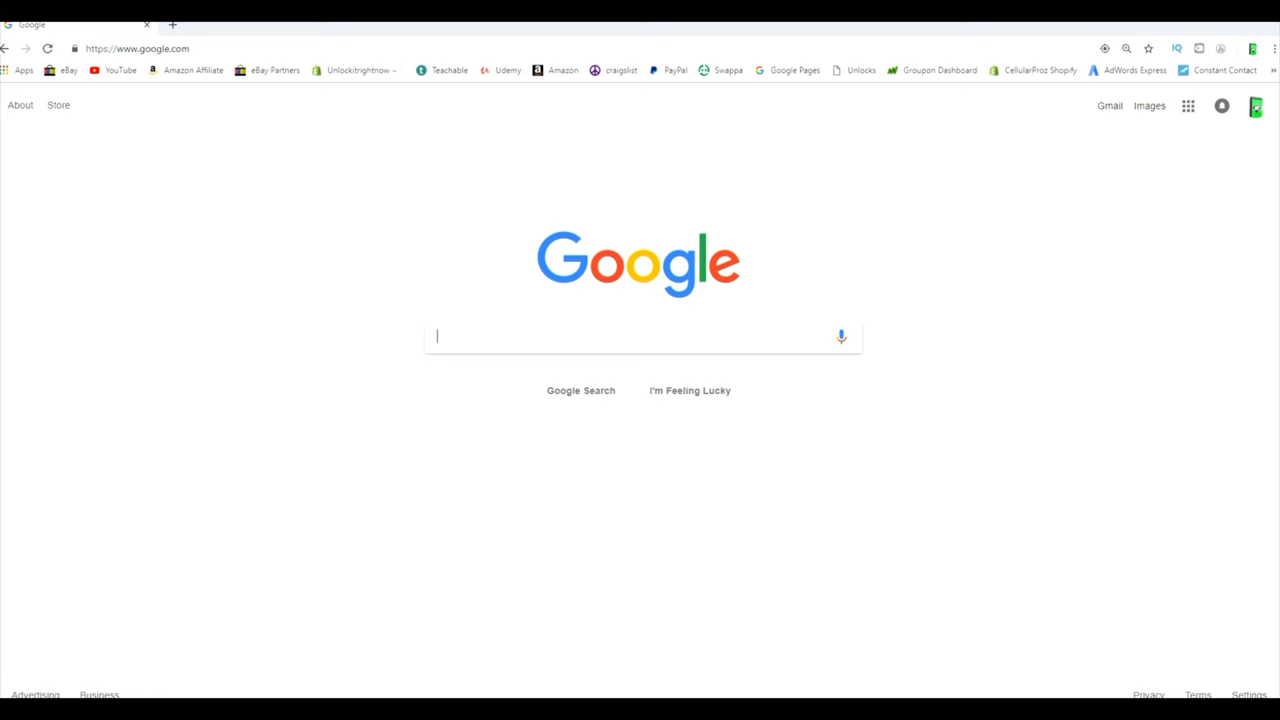 Google
https://www.google.com
Apps eBay YouTube Amazon Affiliate eBay Partners Unlockitrightnow Teachable Udemy Amazon craigslist PayPal Swappa Google Pages Unlocks Groupon Dashboard CellularProz Shopify AdWords Express Constant Contact »
About Store Gmail Images
Google
Google Search I'm Feeling Lucky
Advertising Business Privacy Terms Settings